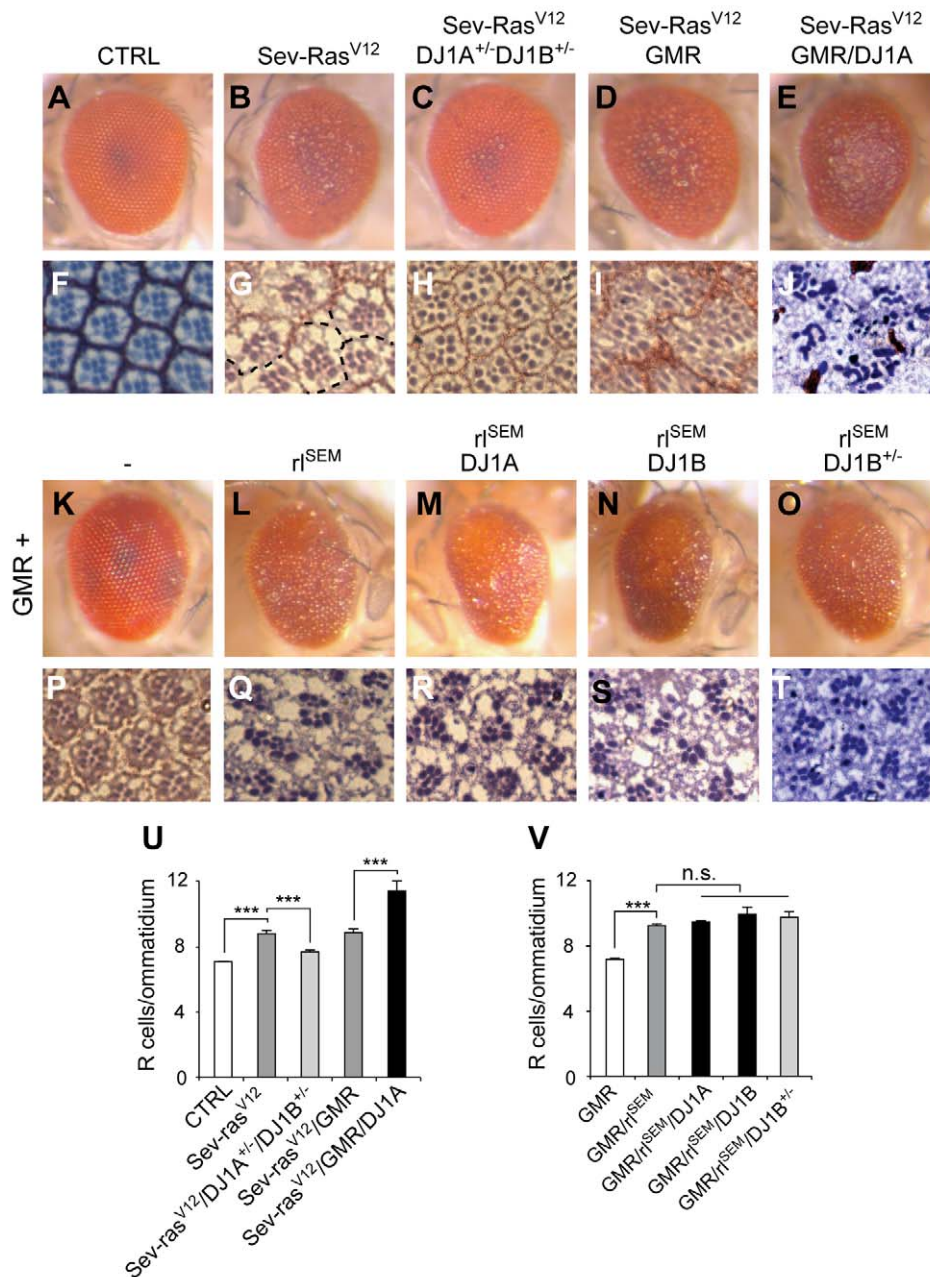 CTRL
Sev-Ras^V12
Sev-Ras^V12
DJ1A^+/- DJ1B^+/-
Sev-Ras^V12
GMR
Sev-Ras^V12
GMR/DJ1A
A B C D E
F G H I J
GMR +
-
rl^SEM
rl^SEM
DJ1A
rl^SEM
DJ1B
rl^SEM
DJ1B^+/-
K L M N O
P Q R S T
U
R cells/ommatidium
12
8
4
0
***
***
***
CTRL
Sev-ras^V12
Sev-ras^V12/DJ1A^+/-/DJ1B^+/-
Sev-ras^V12/GMR
Sev-ras^V12/GMR/DJ1A
V
R cells/ommatidium
12
8
4
0
***
n.s.
GMR
GMR/rl^SEM
GMR/rl^SEM/DJ1A
GMR/rl^SEM/DJ1B
GMR/rl^SEM/DJ1B^+/-